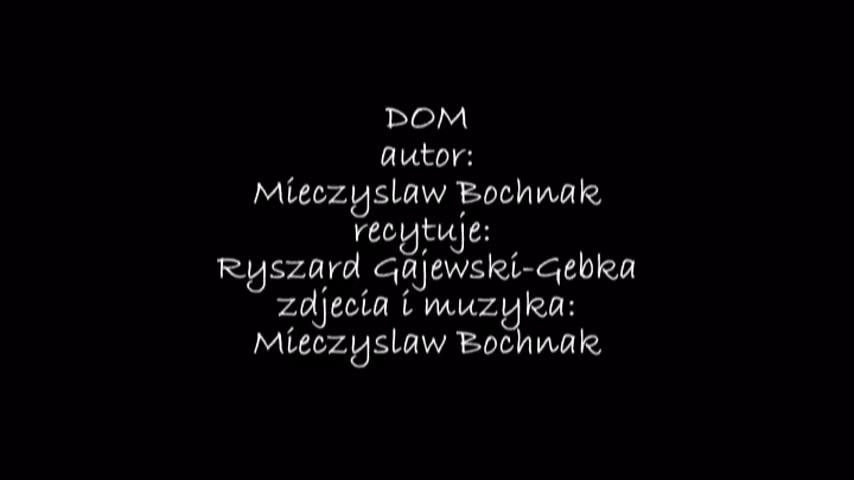 DOM
autor:
Mieczyslaw Bochnak
recytuje:
Ryszard Gajewski-Gebka
zdjecia i muzyka:
Mieczyslaw Bochnak